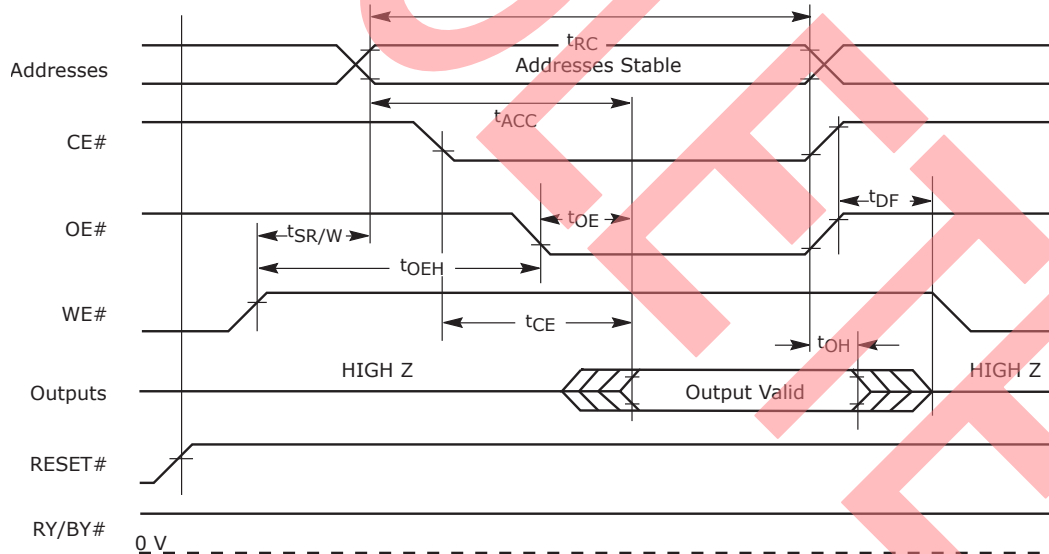 tRC
Addresses
Addresses Stable
tACC
CE#
tDF
OE#
tOE
tSR/W
tOEH
WE#
tCE
tOH
HIGH Z
HIGH Z
Outputs
Output Valid
RESET#
RY/BY#
0 V